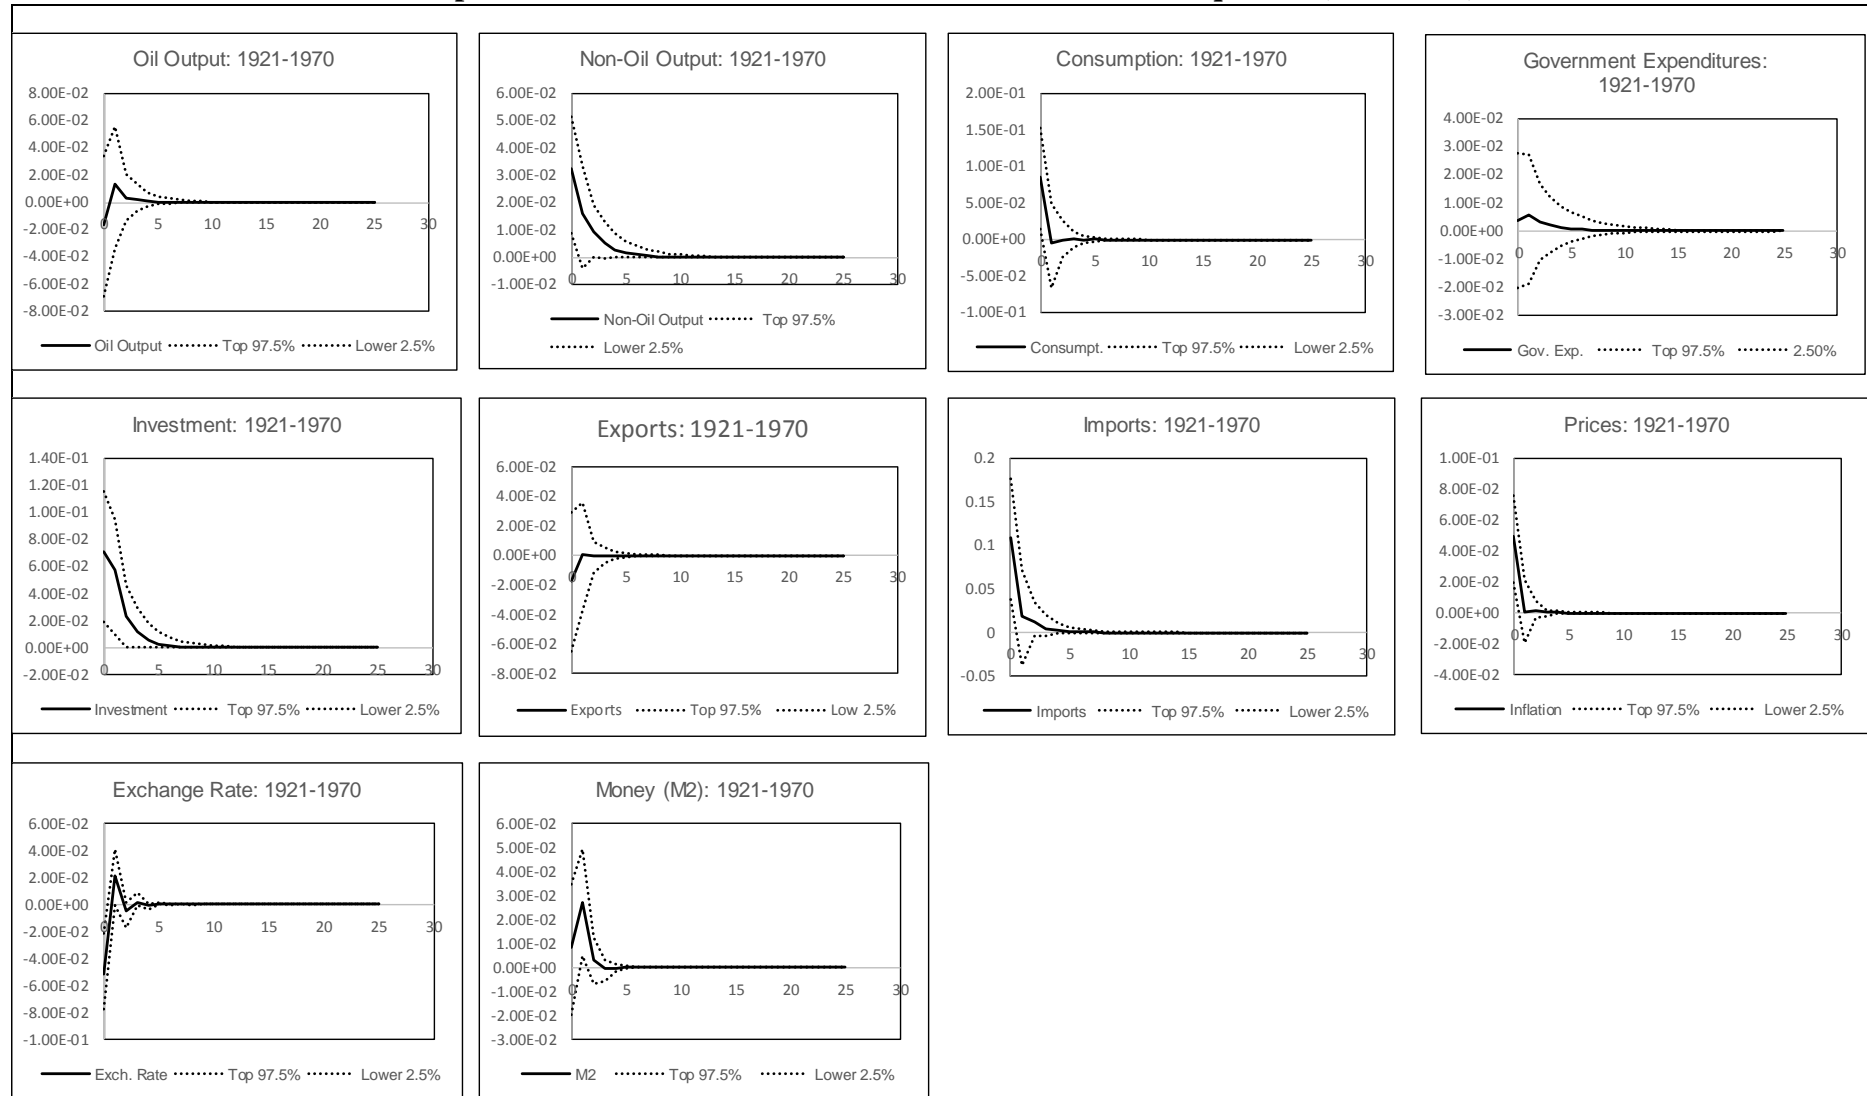 Oil Output: 1921-1970
8.00E-02
6.00E-02
4.00E-02
2.00E-02
0.00E+00
-2.00E-02
-4.00E-02
-6.00E-02
-8.00E-02
0 5 10 15 20 25 30
Oil Output Top 97.5% Lower 2.5%
Non-Oil Output: 1921-1970
6.00E-02
5.00E-02
4.00E-02
3.00E-02
2.00E-02
1.00E-02
0.00E+00
-1.00E-02
0 5 10 15 20 25 30
Non-Oil Output Top 97.5%
Lower 2.5%
Consumption: 1921-1970
2.00E-01
1.50E-01
1.00E-01
5.00E-02
0.00E+00
-5.00E-02
-1.00E-01
0 5 10 15 20 25 30
Consumpt. Top 97.5% Lower 2.5%
Government Expenditures:
1921-1970
4.00E-02
3.00E-02
2.00E-02
1.00E-02
0.00E+00
-1.00E-02
-2.00E-02
-3.00E-02
0 5 10 15 20 25 30
Gov. Exp. Top 97.5% 2.50%
Investment: 1921-1970
1.40E-01
1.20E-01
1.00E-01
8.00E-02
6.00E-02
4.00E-02
2.00E-02
0.00E+00
-2.00E-02
0 5 10 15 20 25 30
Investment Top 97.5% Lower 2.5%
Exports: 1921-1970
6.00E-02
4.00E-02
2.00E-02
0.00E+00
-2.00E-02
-4.00E-02
-6.00E-02
-8.00E-02
0 5 10 15 20 25 30
Exports Top 97.5% Low 2.5%
Imports: 1921-1970
0.2
0.15
0.1
0.05
0
-0.05
0 5 10 15 20 25 30
Imports Top 97.5% Lower 2.5%
Prices: 1921-1970
1.00E-01
8.00E-02
6.00E-02
4.00E-02
2.00E-02
0.00E+00
-2.00E-02
-4.00E-02
0 5 10 15 20 25 30
Inflation Top 97.5% Lower 2.5%
Exchange Rate: 1921-1970
6.00E-02
4.00E-02
2.00E-02
0.00E+00
-2.00E-02
-4.00E-02
-6.00E-02
-8.00E-02
-1.00E-01
0 5 10 15 20 25 30
Exch. Rate Top 97.5% Lower 2.5%
Money (M2): 1921-1970
6.00E-02
5.00E-02
4.00E-02
3.00E-02
2.00E-02
1.00E-02
0.00E+00
-1.00E-02
-2.00E-02
-3.00E-02
0 5 10 15 20 25 30
M2 Top 97.5% Lower 2.5%